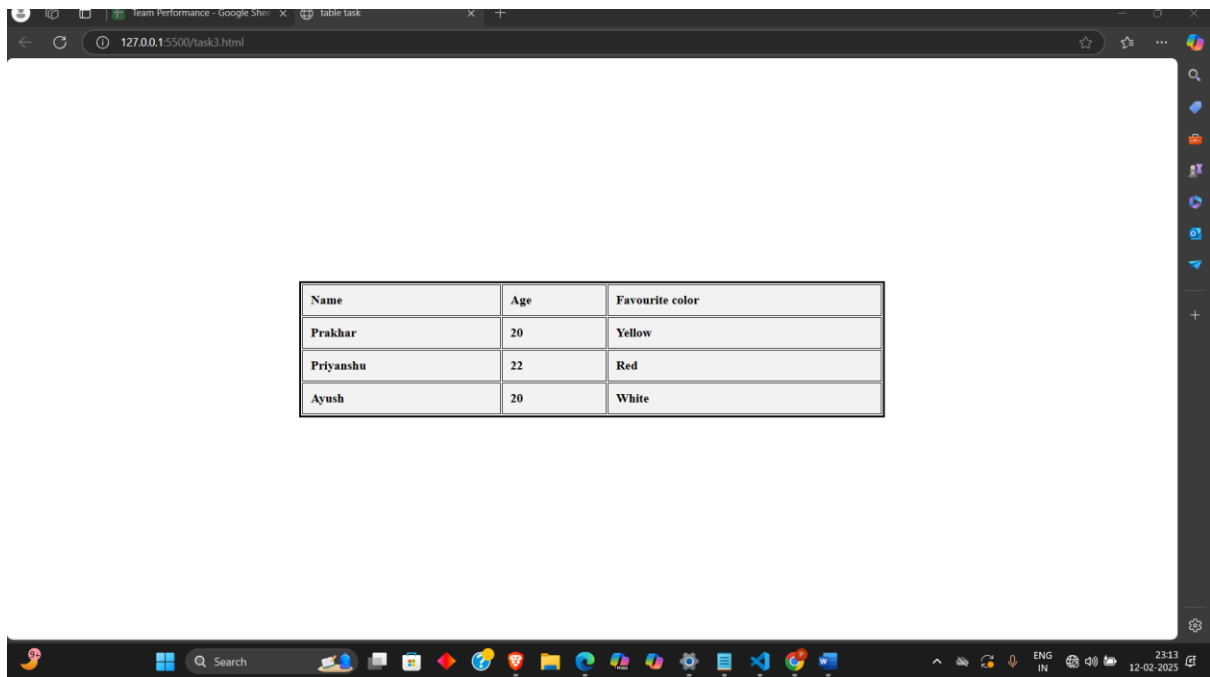 Team Performance - Google Shee
table task
127.0.0.1:5500/task3.html
Name Age Favourite color
Prakhar 20 Yellow
Priyanshu 22 Red
Ayush 20 White
9+
Search
ENG
IN
23:13
12-02-2025